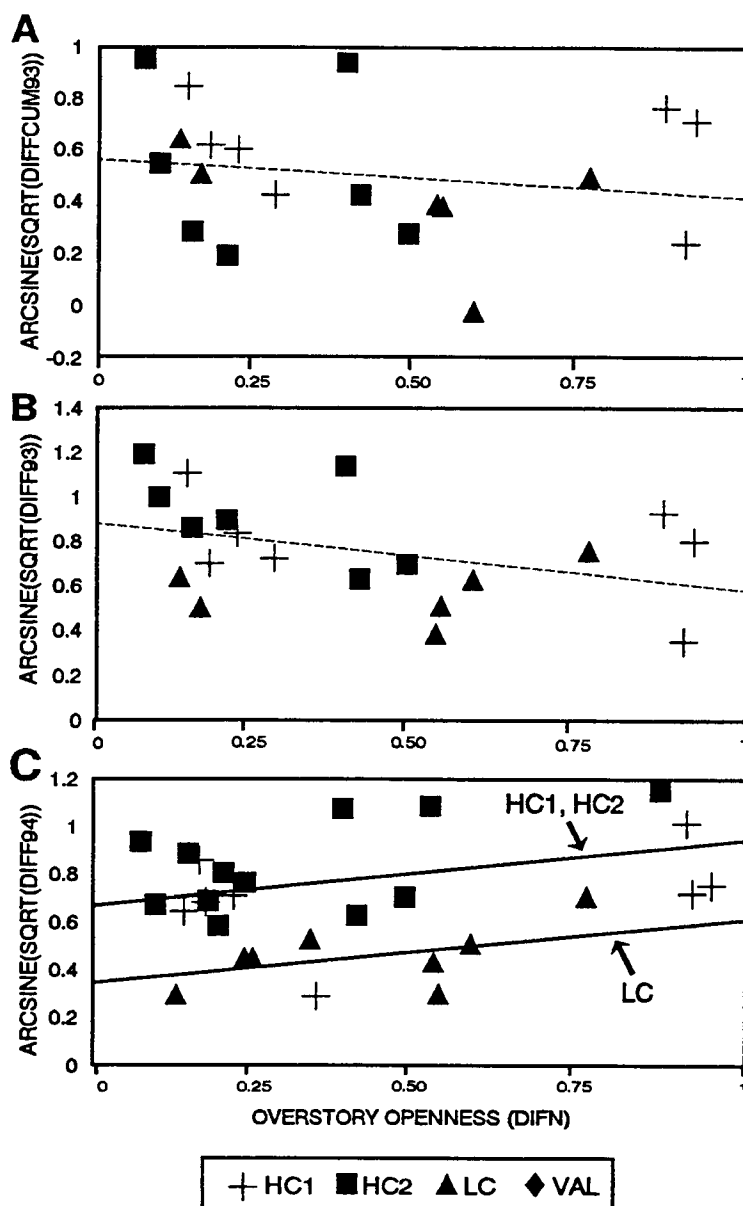 A
ARCSINE(SQRT(DIFFCUM93))
1
0.8
0.6
0.4
0.2
0
-0.2
0 0.25 0.50 0.75 1
B
ARCSINE(SQRT(DIFF93))
1.4
1.2
1
0.8
0.6
0.4
0.2
0
0 0.25 0.50 0.75 1
C
ARCSINE(SQRT(DIFF94))
1.2
1
0.8
0.6
0.4
0.2
0
HC1, HC2
LC
0 0.25 0.50 0.75 1
OVERSTORY OPENNESS (DIFN)
HC1 HC2 LC VAL